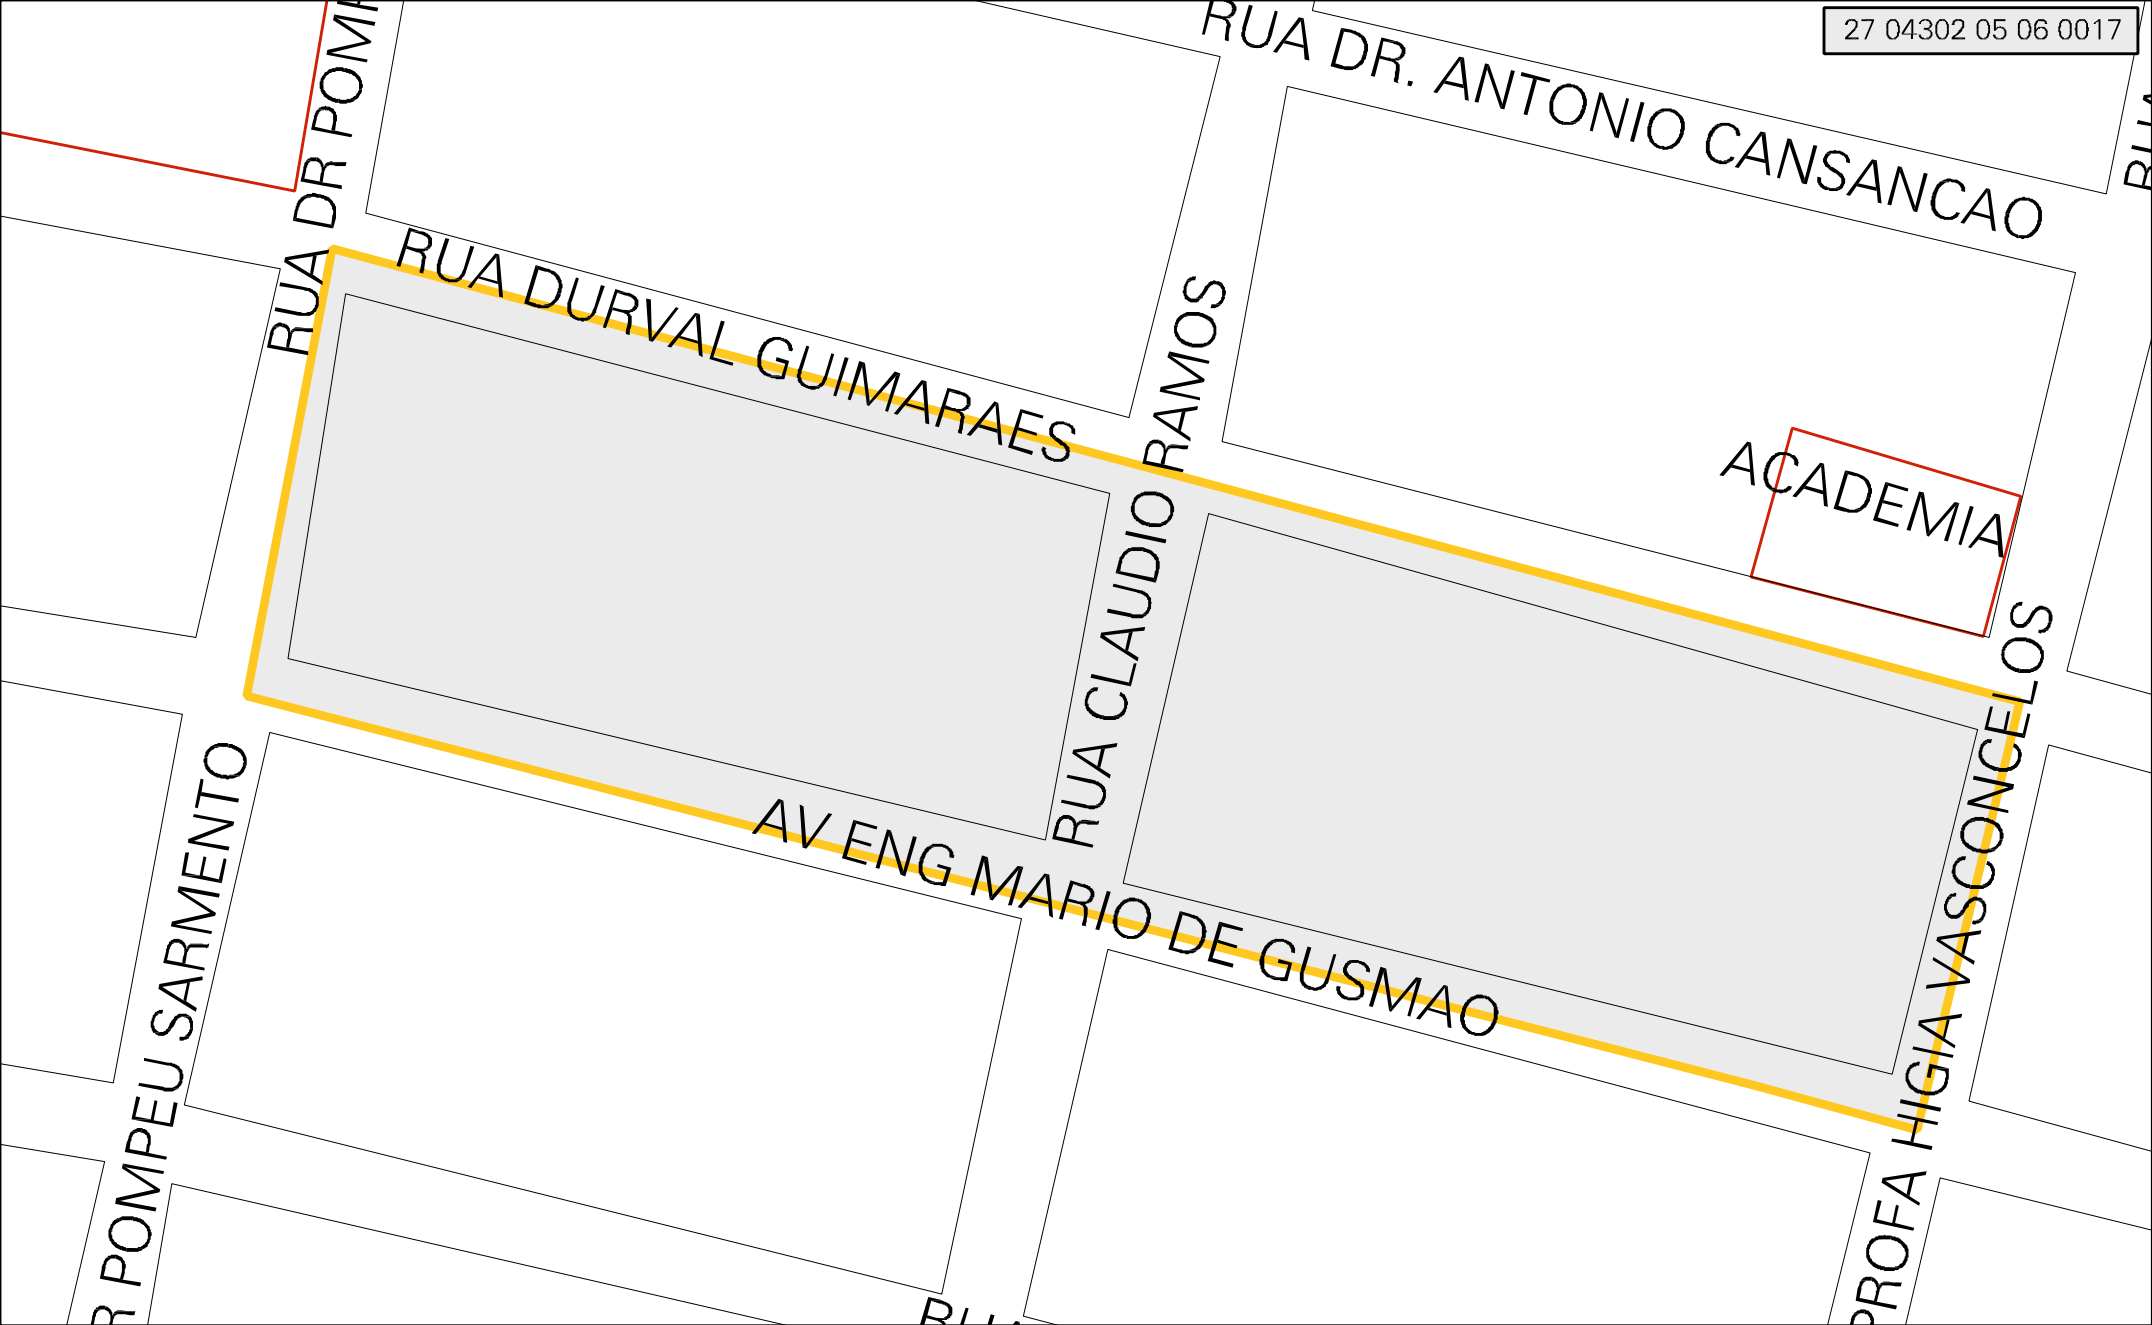 27 04302 05 06 0017
RUA DR. ANTONIO CANSANCAO
RUA DR
RUA DURVAL GUIMARAES
RUA CLAUDIO RAMOS
ACADEMIA
AV ENG MARIO DE GUSMAO
POMPEU SARMENTO
PROFA HIGIA VASCONCELOS